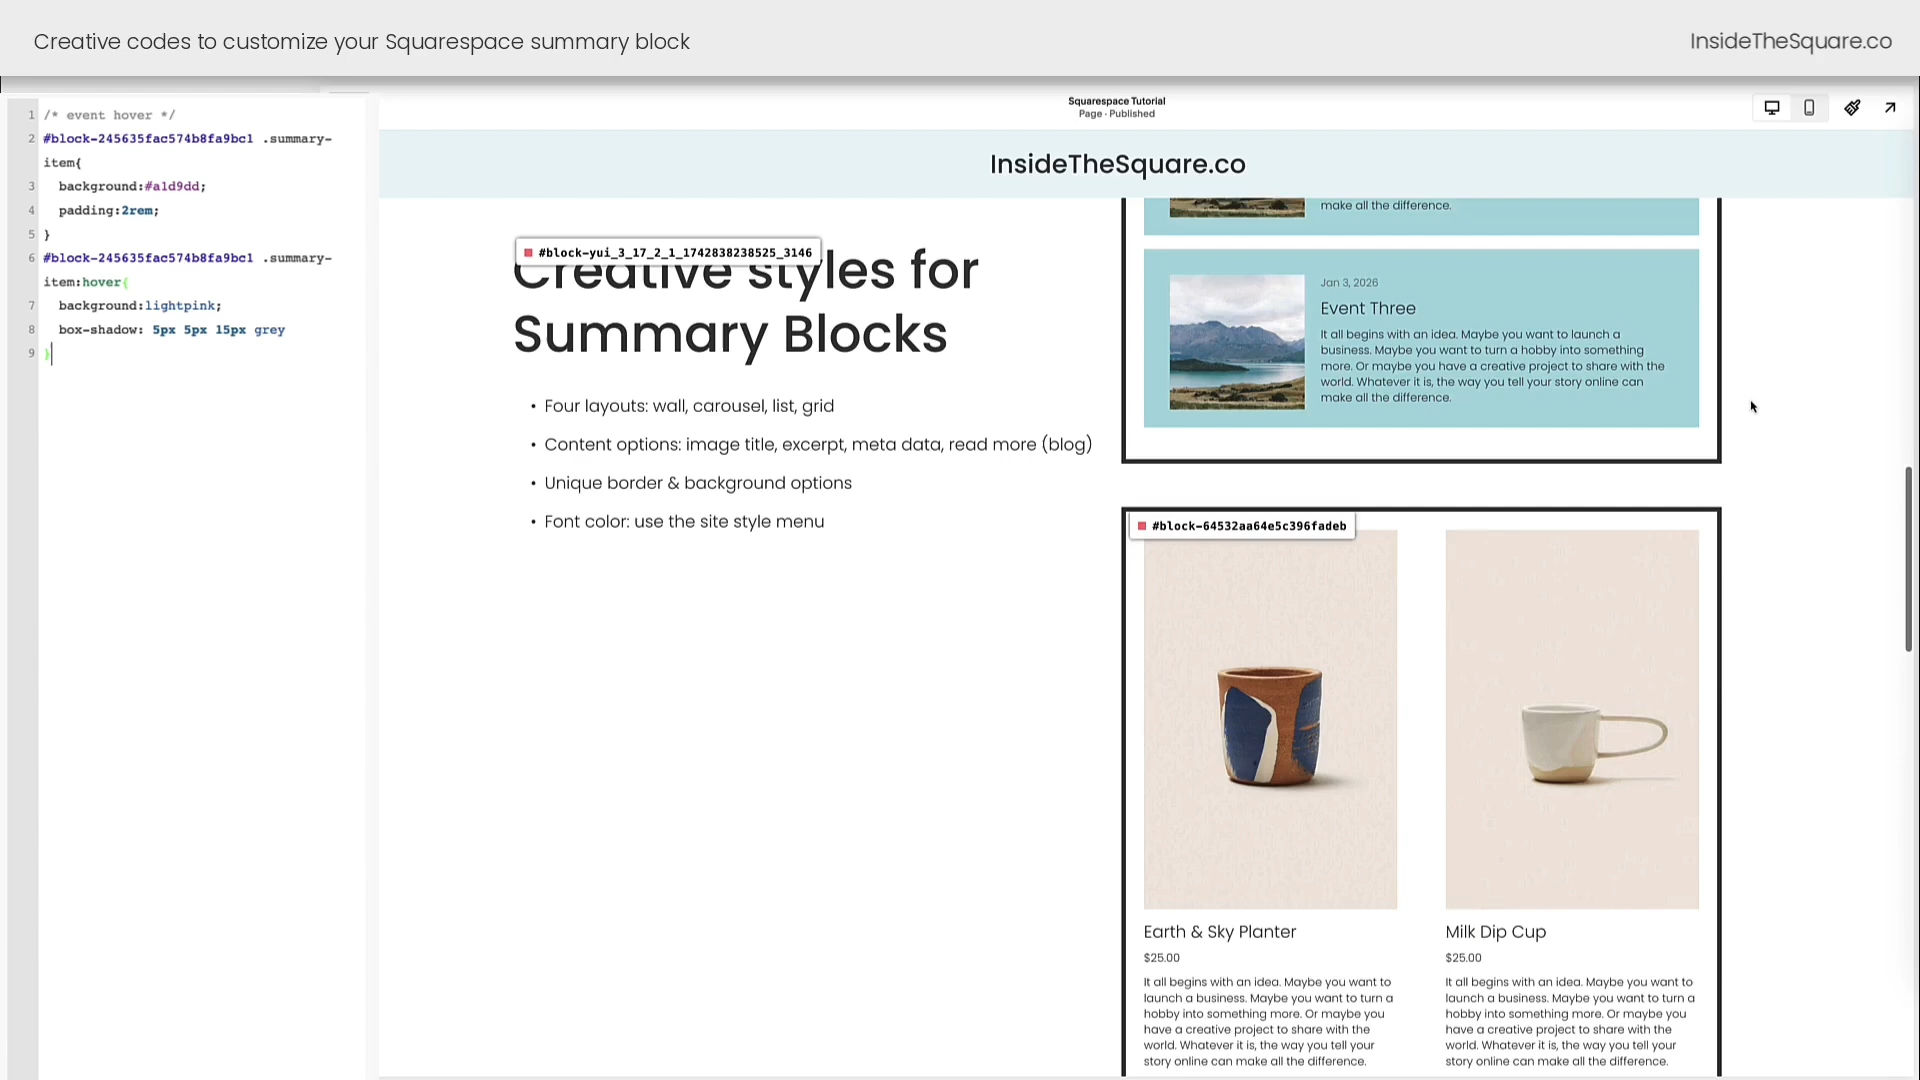 Creative codes to customize your Squarespace summary block
InsideTheSquare.co
1 /* event hover */
2 #block-245635fac574b8fa9bc1 .summary-
item{
3 background:#a1d9dd;
4 padding:2rem;
5 }
6 #block-245635fac574b8fa9bc1 .summary-
item:hover{
7 background:lightpink;
8 box-shadow: 5px 5px 15px grey
9 }
Squarespace Tutorial
Page · Published
InsideTheSquare.co
#block-yui_3_17_2_1_1742838238525_3146
Creative styles for
Summary Blocks
• Four layouts: wall, carousel, list, grid
• Content options: image title, excerpt, meta data, read more (blog)
• Unique border & background options
• Font color: use the site style menu
make all the difference.
Jan 3, 2026
Event Three
It all begins with an idea. Maybe you want to launch a
business. Maybe you want to turn a hobby into something
more. Or maybe you have a creative project to share with the
world. Whatever it is, the way you tell your story online can
make all the difference.
#block-64532aa64e5c396fadeb
Earth & Sky Planter
$25.00
It all begins with an idea. Maybe you want to
launch a business. Maybe you want to turn a
hobby into something more. Or maybe you
have a creative project to share with the
world. Whatever it is, the way you tell your
story online can make all the difference.
Milk Dip Cup
$25.00
It all begins with an idea. Maybe you want to
launch a business. Maybe you want to turn a
hobby into something more. Or maybe you
have a creative project to share with the
world. Whatever it is, the way you tell your
story online can make all the difference.